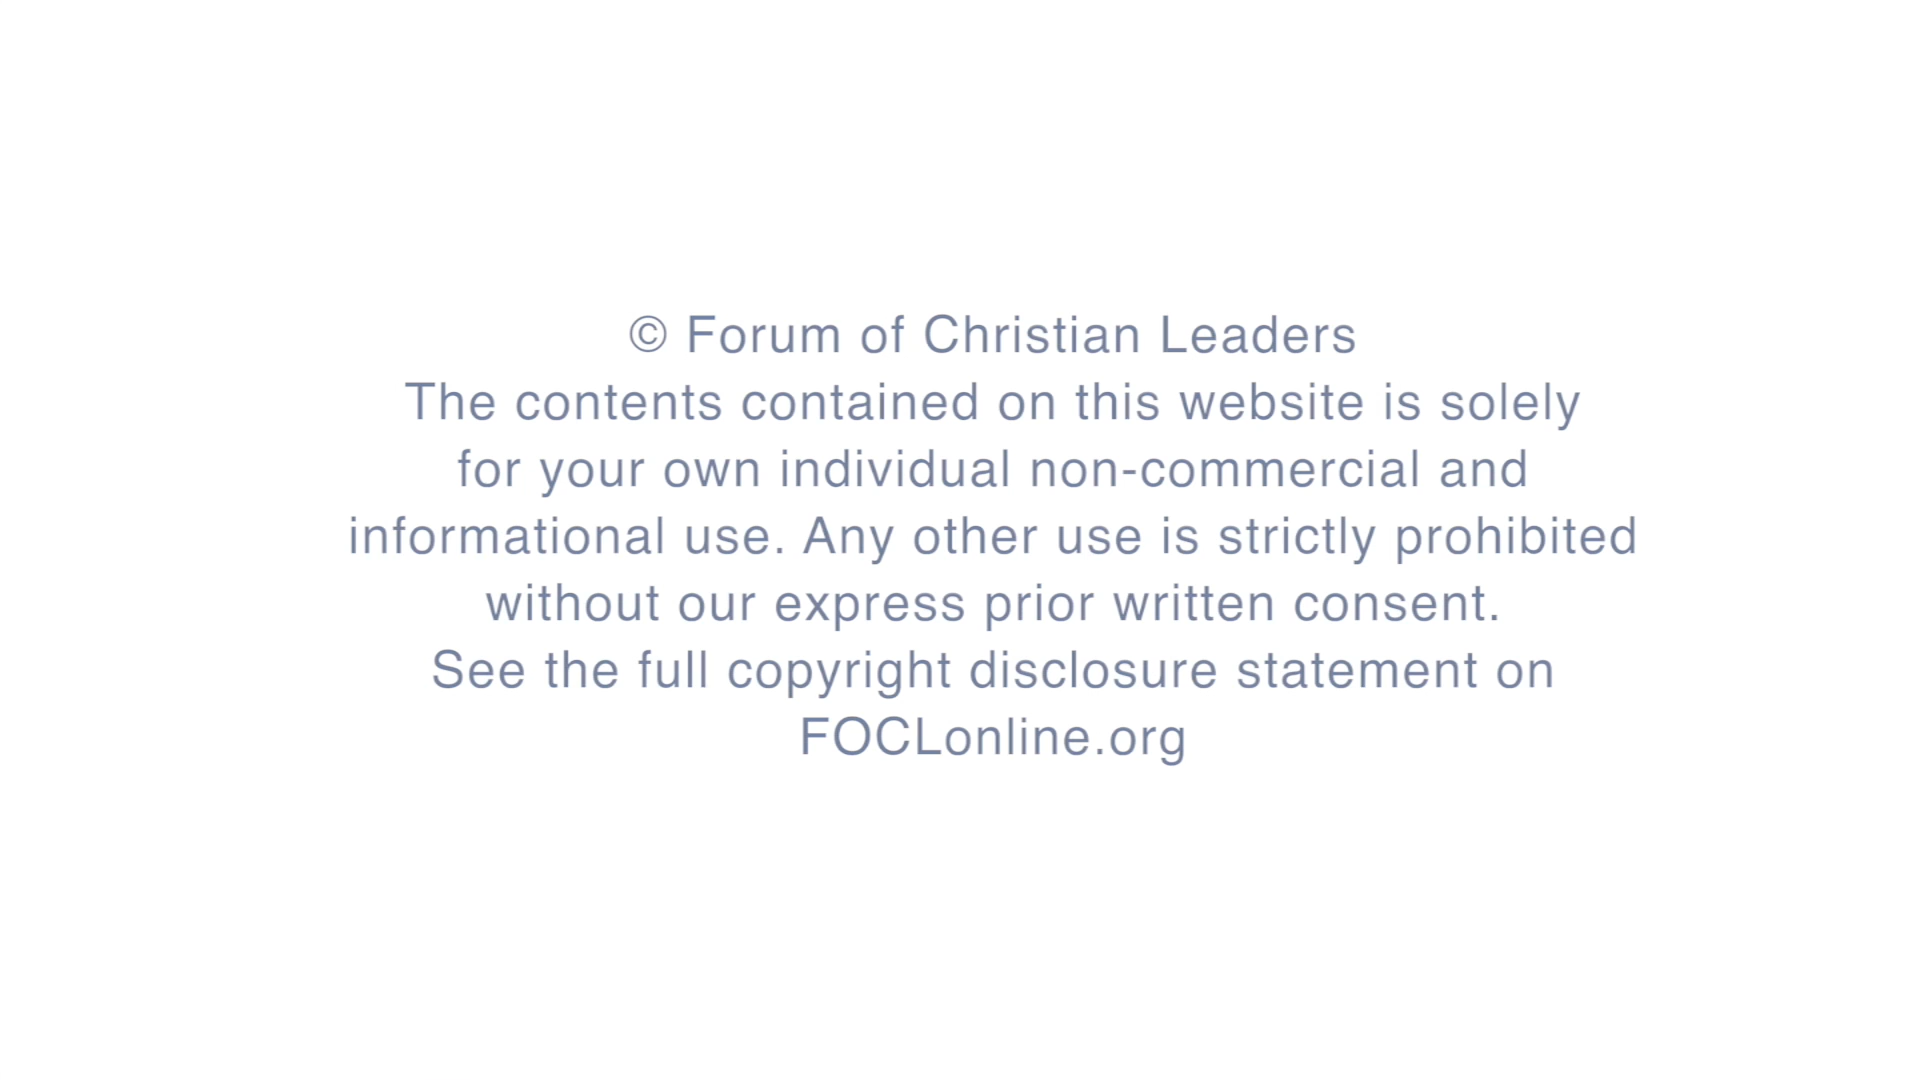 © Forum of Christian Leaders
The contents contained on this website is solely
for your own individual non-commercial and
informational use. Any other use is strictly prohibited
without our express prior written consent.
See the full copyright disclosure statement on
FOCLonline.org